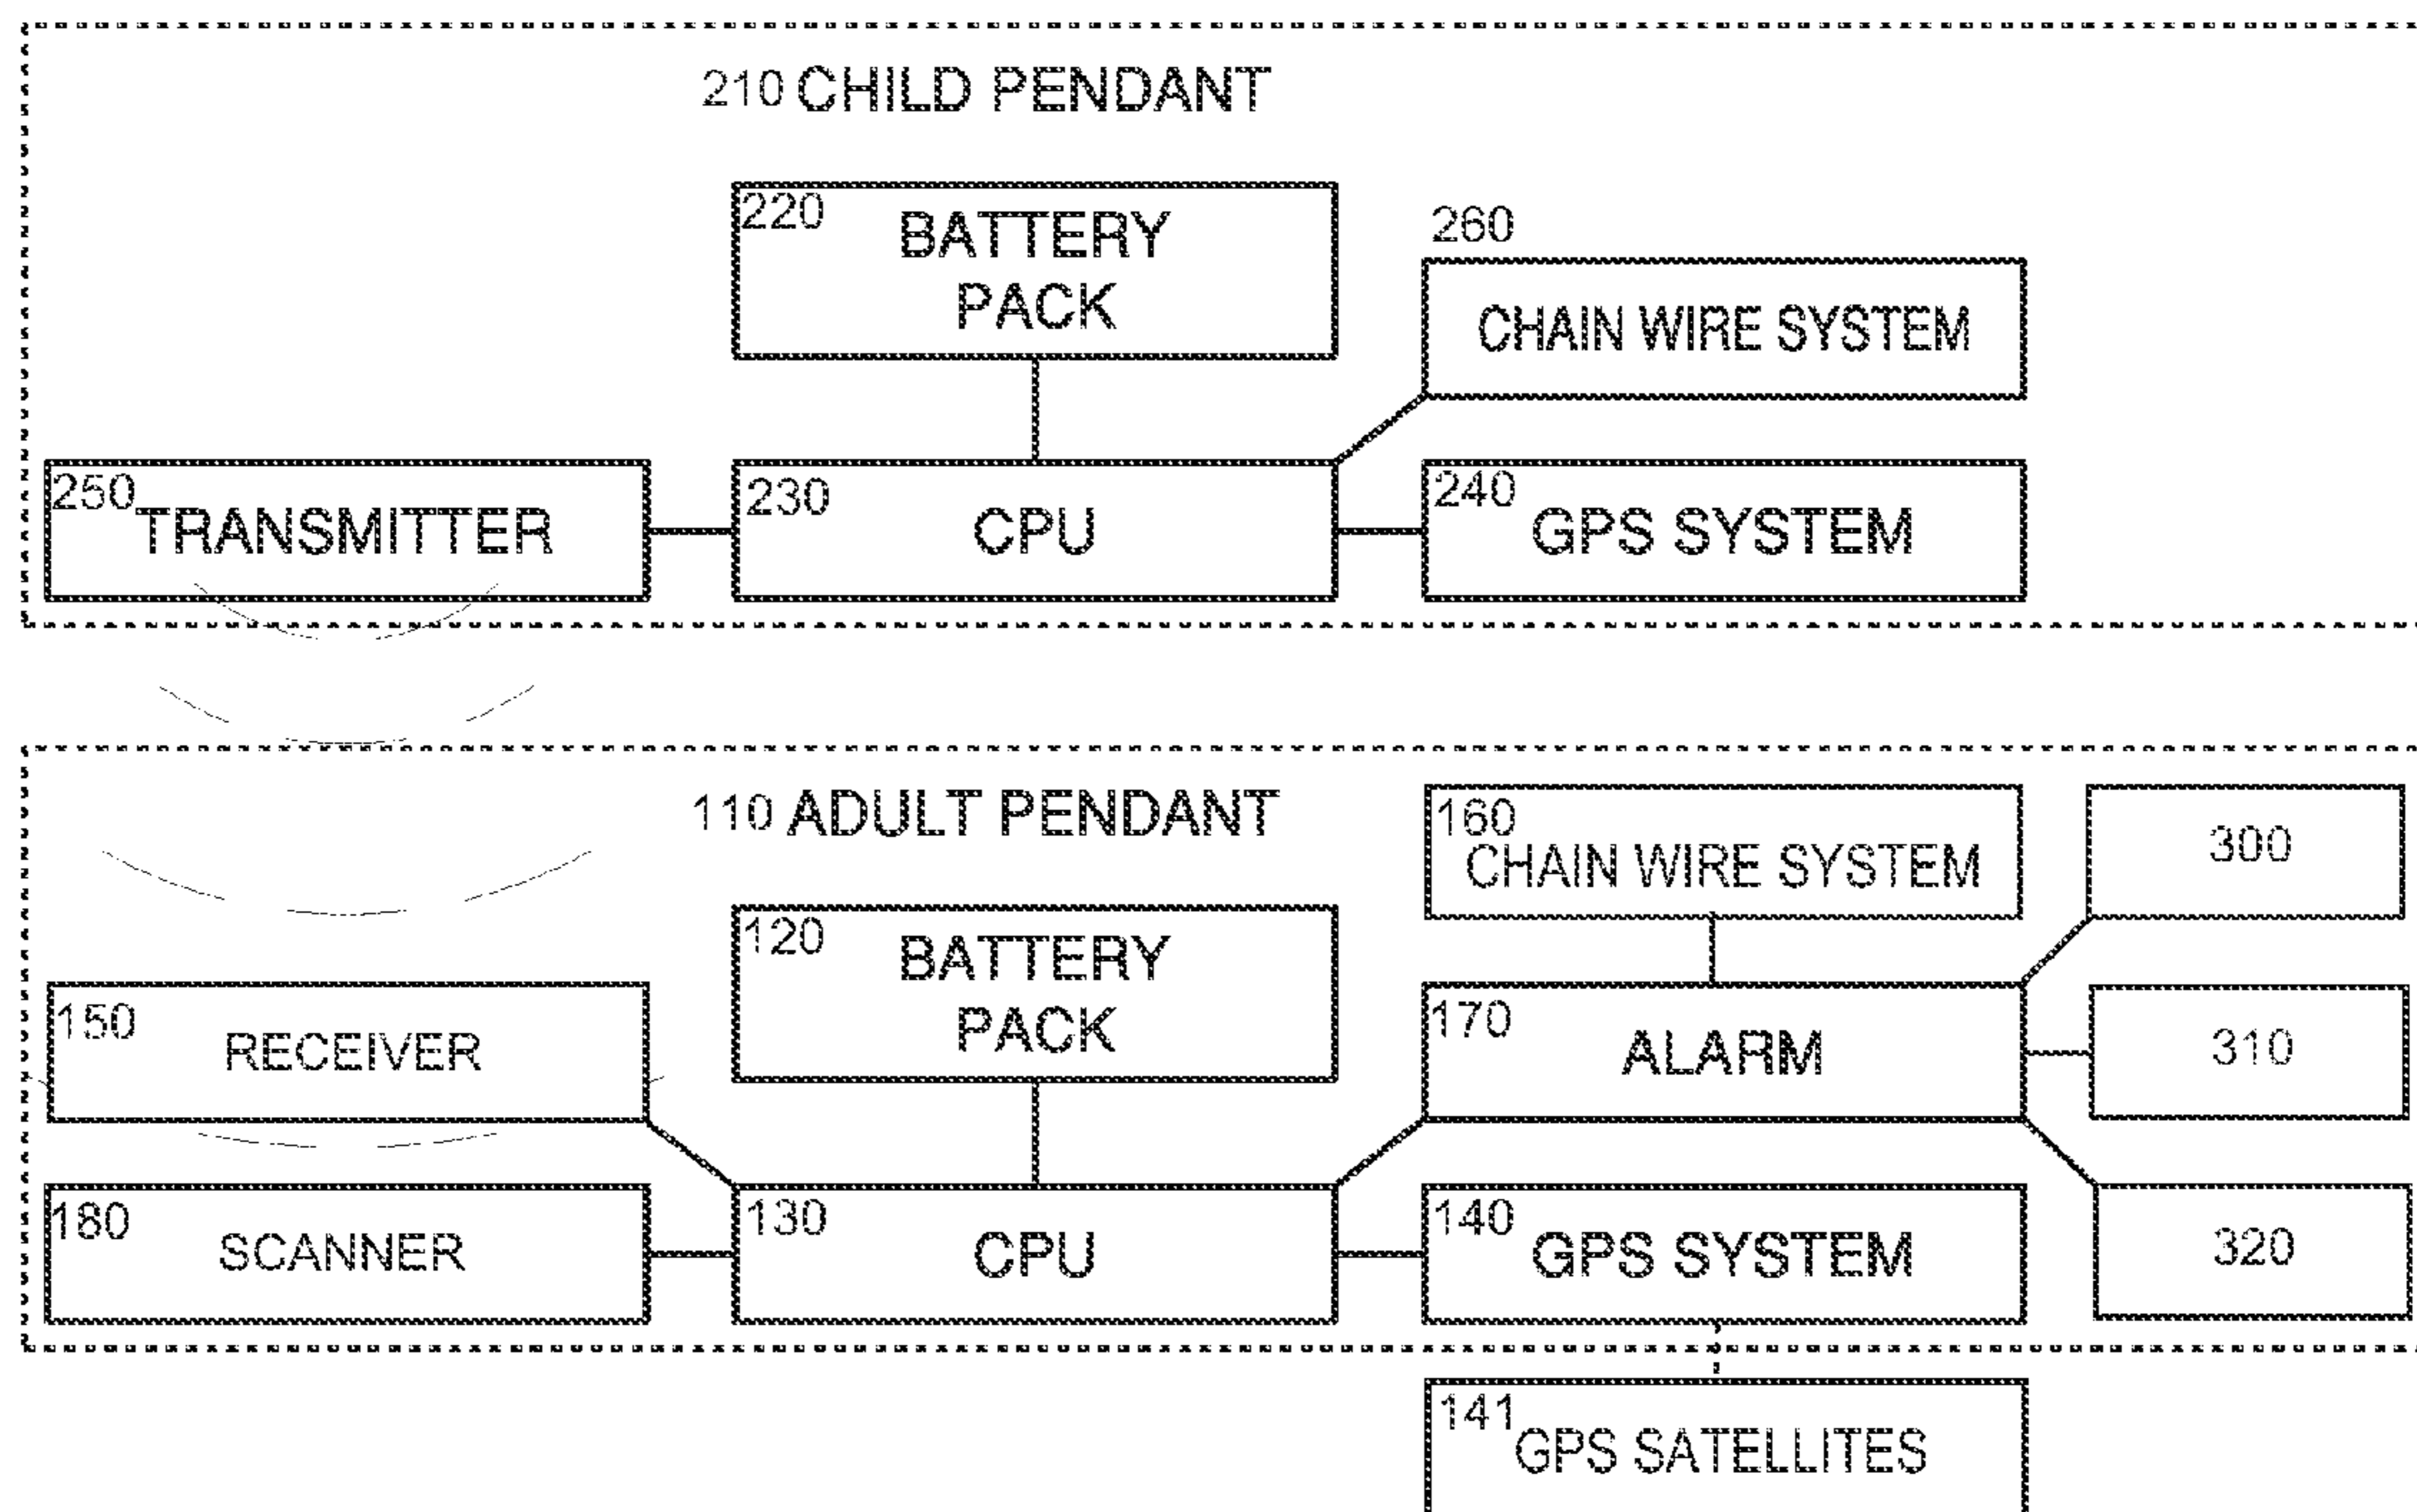 210 CHILD PENDANT
220
BATTERY
PACK
260
CHAIN WIRE SYSTEM
250
TRANSMITTER
230
CPU
240
GPS SYSTEM
110 ADULT PENDANT
160
CHAIN WIRE SYSTEM
300
120
BATTERY
PACK
150
RECEIVER
170
ALARM
310
180
SCANNER
130
CPU
140
GPS SYSTEM
320
141
GPS SATELLITES